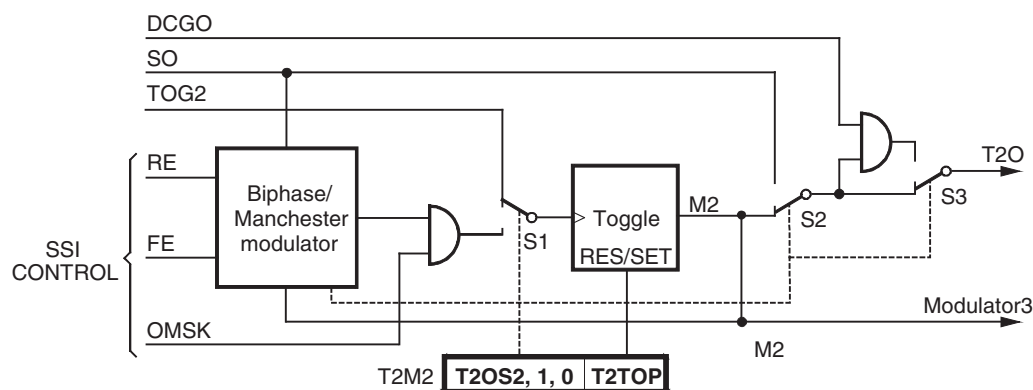 DCGO
SO
TOG2
RE
FE
SSI
CONTROL
OMSK
Biphase/
Manchester
modulator
S1
Toggle
RES/SET
M2
S2
S3
T2O
Modulator3
M2
T2M2
T2OS2, 1, 0
T2TOP